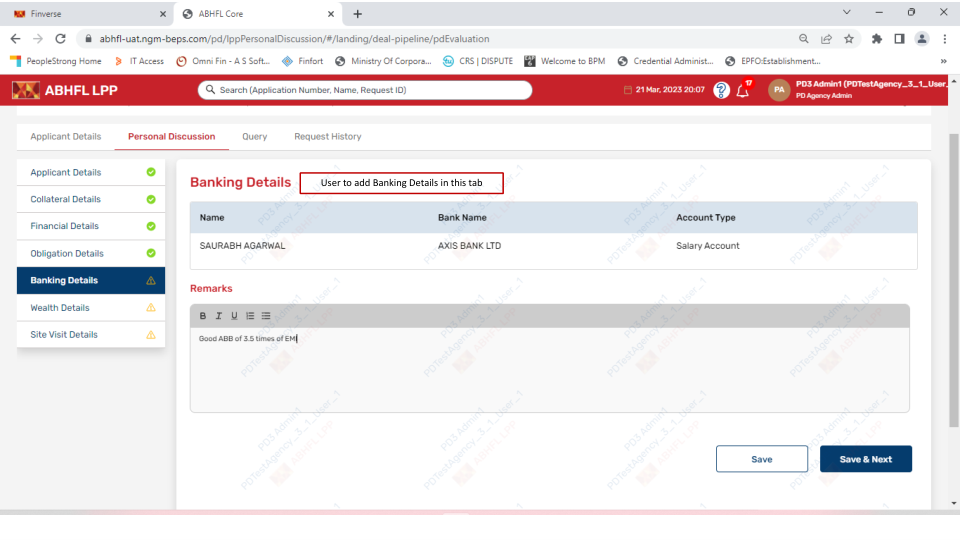 Finverse
ABHFL Core
abhfl-uat.ngm-beps.com/pd/lppPersonalDiscussion/#/landing/deal-pipeline/pdEvaluation
PeopleStrong Home IT Access Omni Fin - A S Soft... Finfort Ministry Of Corpora... CRS | DISPUTE Welcome to BPM Credential Administ... EPFO:Establishment... »
ABHFL LPP Search (Application Number, Name, Request ID) 21 Mar, 2023 20:07 ? 17 PA PD3 Admin1 (PDTestAgency_3_1_User_
PD Agency Admin
Applicant Details Personal Discussion Query Request History
Applicant Details
Collateral Details
Financial Details
Obligation Details
Banking Details
Wealth Details
Site Visit Details
Banking Details User to add Banking Details in this tab
Name Bank Name Account Type
SAURABH AGARWAL AXIS BANK LTD Salary Account
Remarks
B I U
Good ABB of 3.5 times of EMI
Save Save & Next
PD3 Admin1
PDTestAgency_3_1_User_1
ABHFL LPP